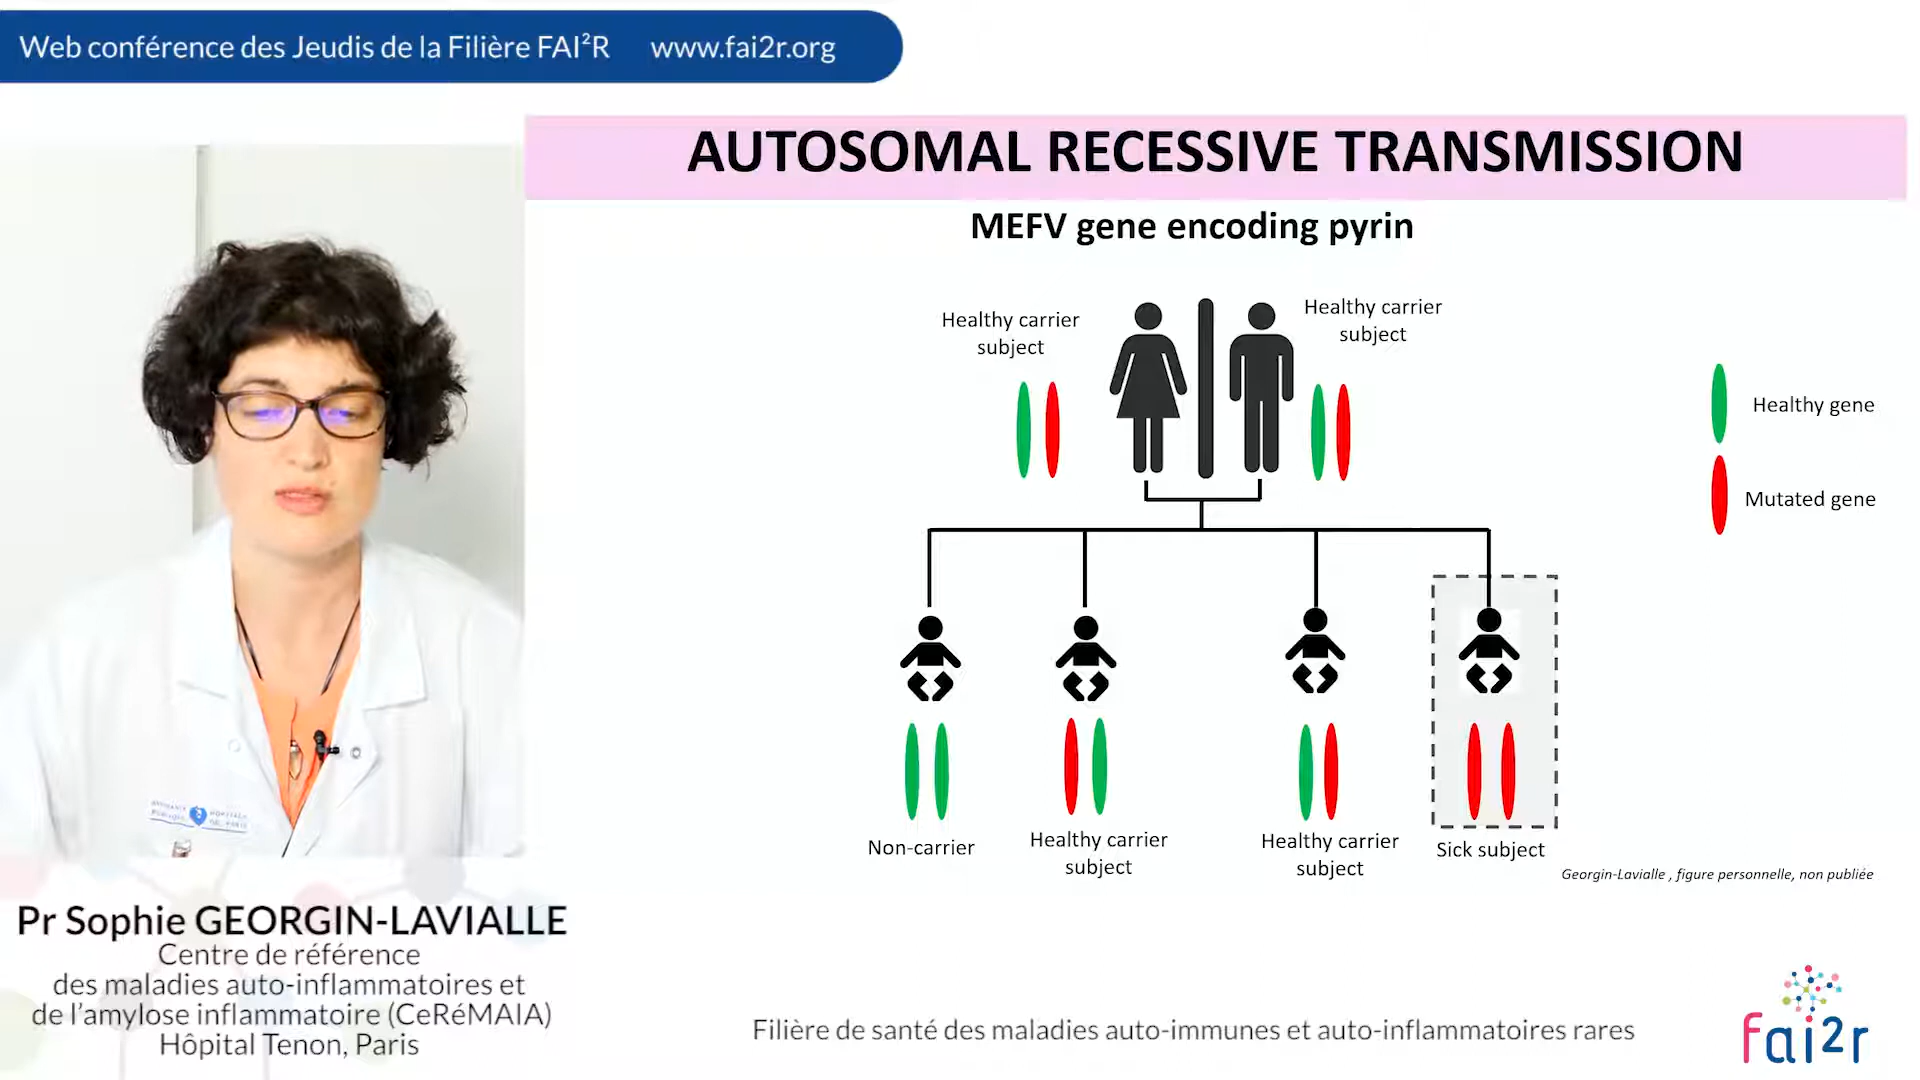 Web conférence des Jeudis de la Filière FAI²R www.fai2r.org
AUTOSOMAL RECESSIVE TRANSMISSION
MEFV gene encoding pyrin
Healthy carrier
subject
Healthy carrier
subject
Healthy gene
Mutated gene
Non-carrier
Healthy carrier
subject
Healthy carrier
subject
Sick subject
Georgin-Lavialle , figure personnelle, non publiée
Pr Sophie GEORGIN-LAVIALLE
Centre de référence
des maladies auto-inflammatoires et
de l'amylose inflammatoire (CeRéMAIA)
Hôpital Tenon, Paris
Filière de santé des maladies auto-immunes et auto-inflammatoires rares
fai2r